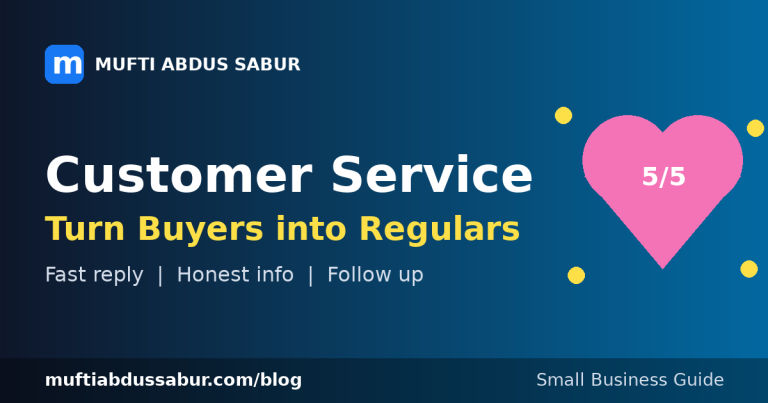 m MUFTI ABDUS SABUR
Customer Service
Turn Buyers into Regulars
Fast reply | Honest info | Follow up
5/5
muftiabdussabur.com/blog
Small Business Guide